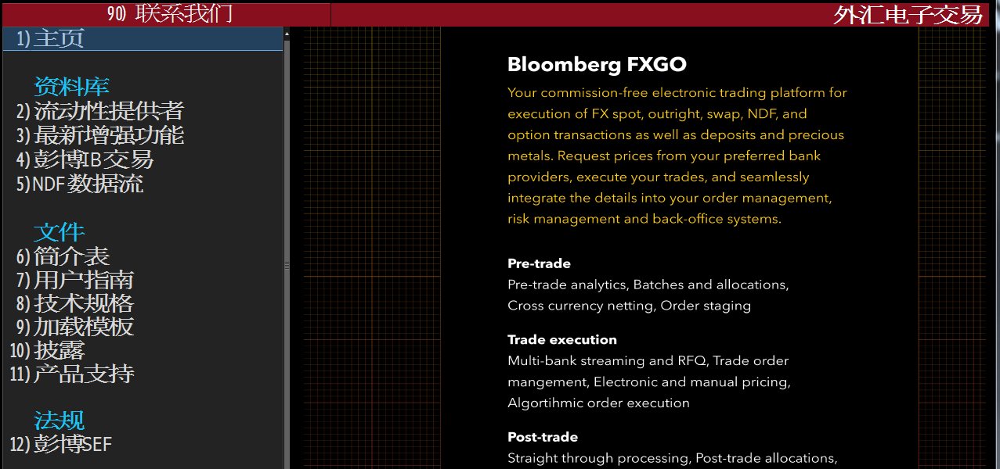 90) 联系我们
外汇电子交易
1) 主页
资料库
2) 流动性提供者
3) 最新增强功能
4) 彭博IB交易
5) NDF数据流
文件
6) 简介表
7) 用户指南
8) 技术规格
9) 加载模板
10) 披露
11) 产品支持
法规
12) 彭博SEF
Bloomberg FXGO
Your commission-free electronic trading platform for
execution of FX spot, outright, swap, NDF, and
option transactions as well as deposits and precious
metals. Request prices from your preferred bank
providers, execute your trades, and seamlessly
integrate the details into your order management,
risk management and back-office systems.
Pre-trade
Pre-trade analytics, Batches and allocations,
Cross currency netting, Order staging
Trade execution
Multi-bank streaming and RFQ, Trade order
mangement, Electronic and manual pricing,
Algortihmic order execution
Post-trade
Straight through processing, Post-trade allocations,